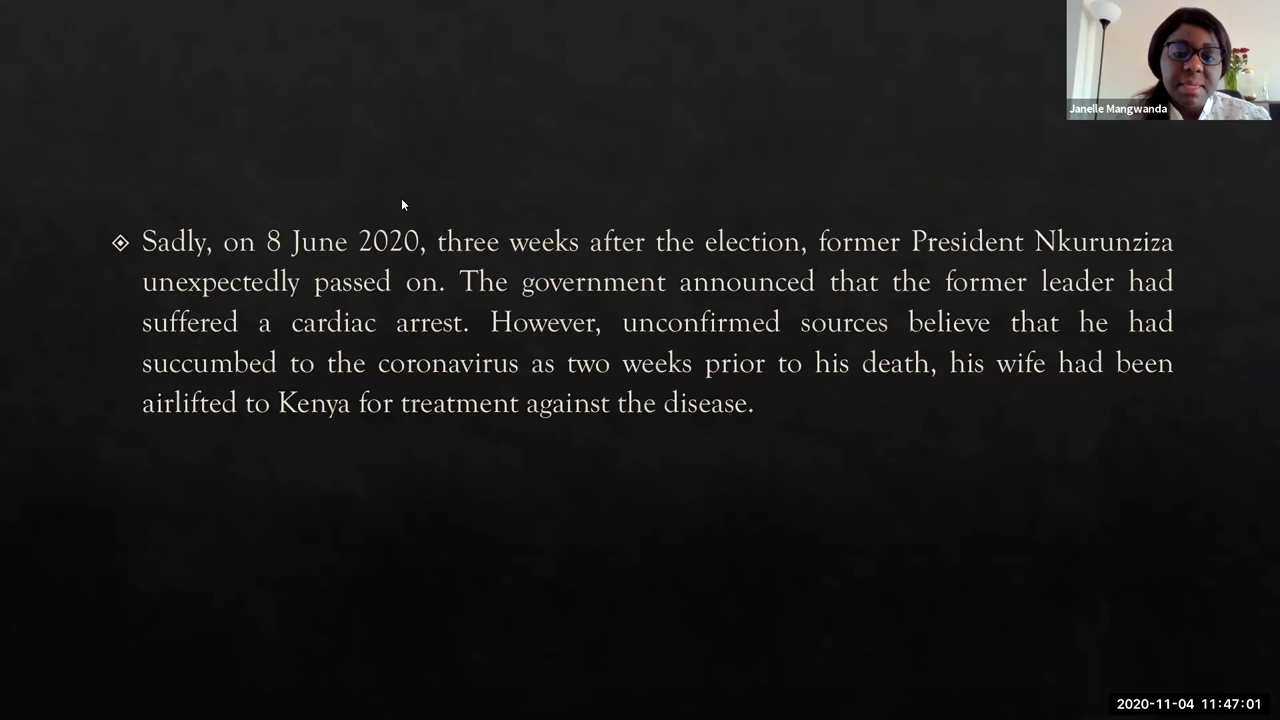 Janelle Mangwanda
Sadly, on 8 June 2020, three weeks after the election, former President Nkurunziza
unexpectedly passed on. The government announced that the former leader had
suffered a cardiac arrest. However, unconfirmed sources believe that he had
succumbed to the coronavirus as two weeks prior to his death, his wife had been
airlifted to Kenya for treatment against the disease.
2020-11-04 11:47:01